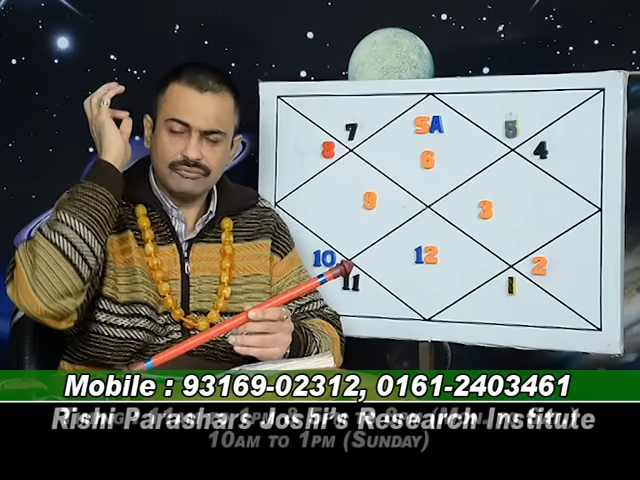 7 SA 5
8 6 4
9 3
10 12 2
11 1
Mobile : 93169-02312, 0161-2403461
Rishi Parashars Joshi's Research Institute
10AM TO 1PM (SUNDAY)